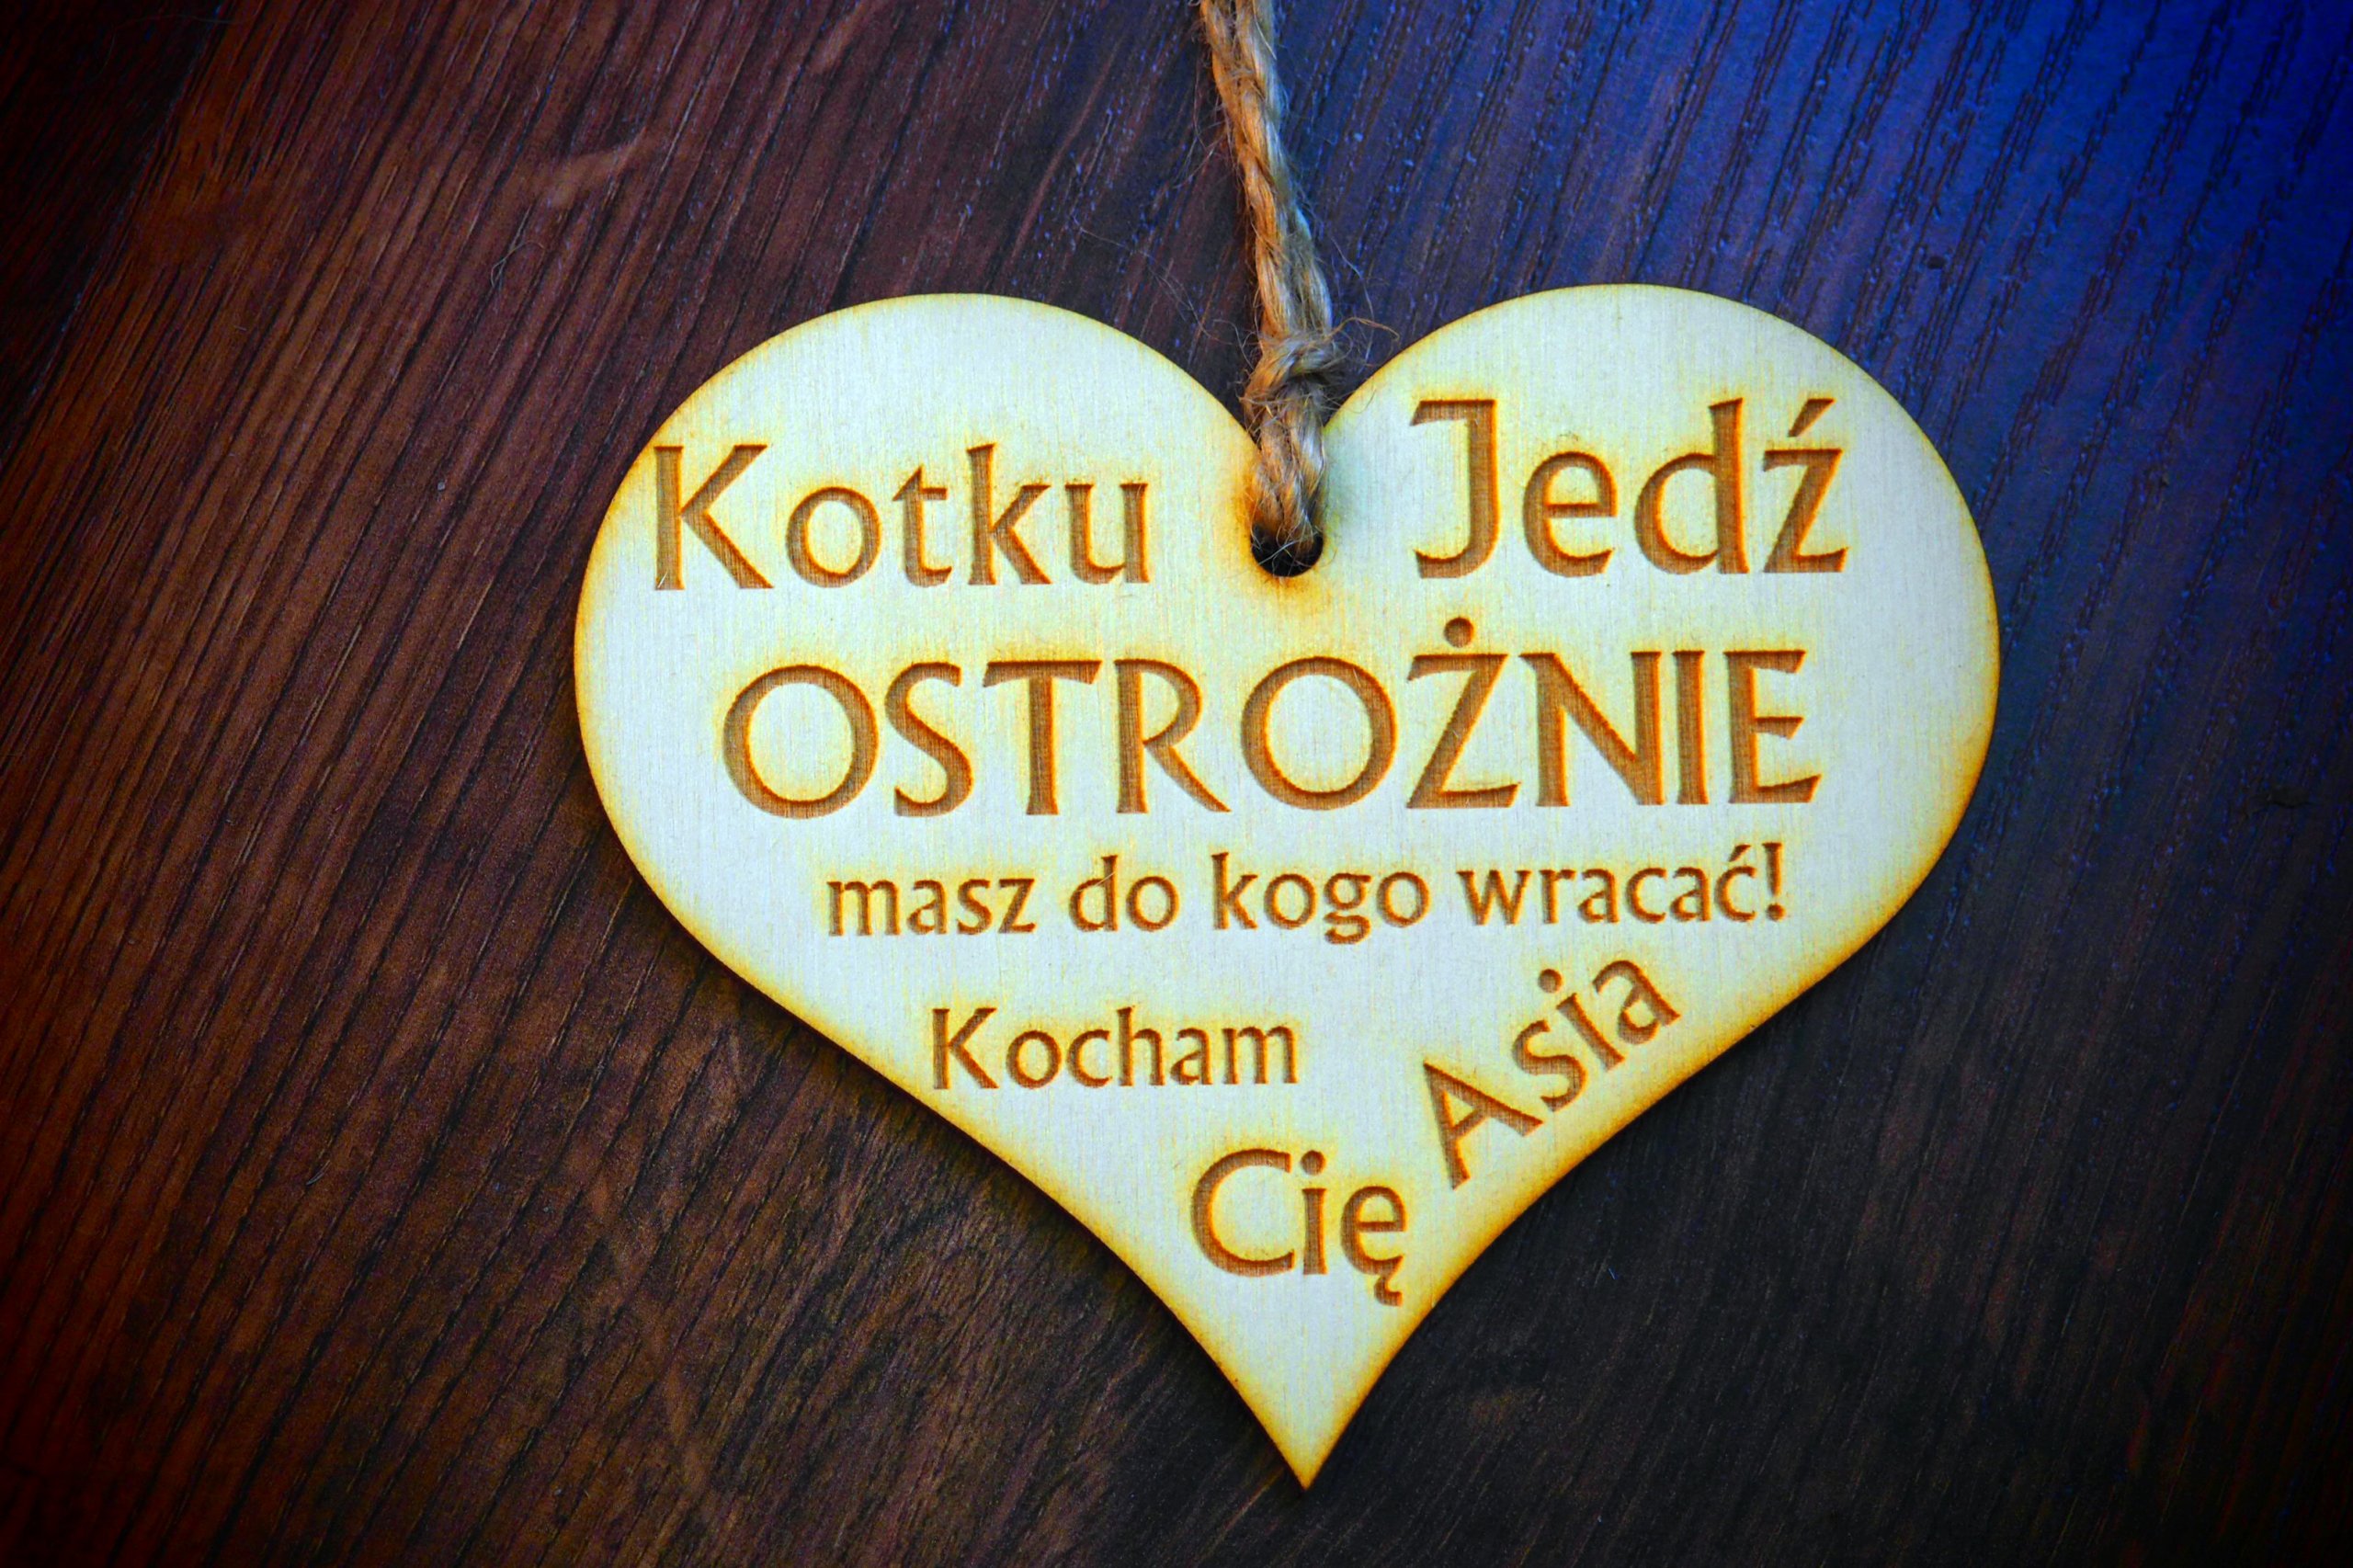 Kotku Jedź
OSTROŻNIE
masz do kogo wracać!
Kocham
Cię
Asia